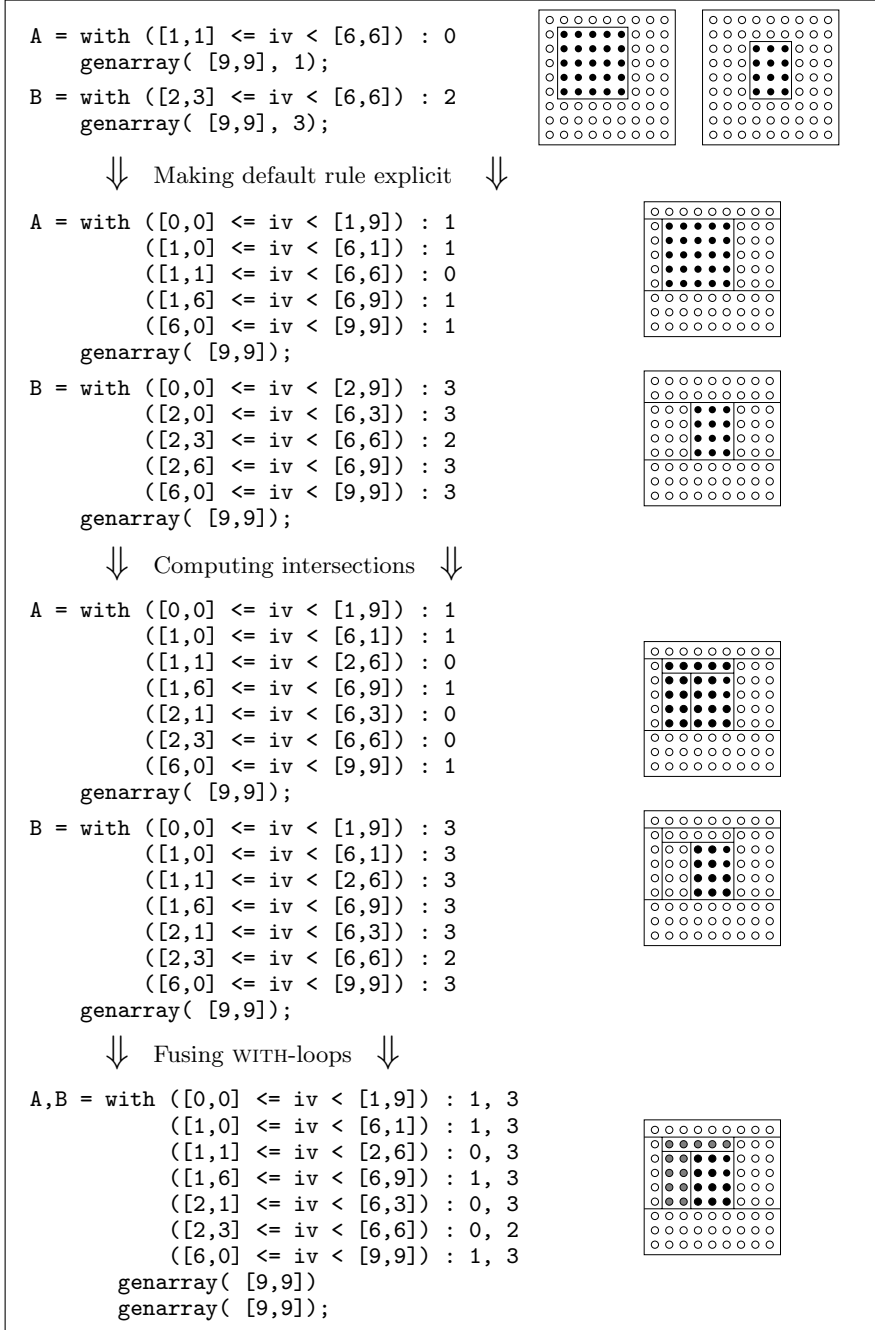 A = with ([1,1] <= iv < [6,6]) : 0
    genarray( [9,9], 1);
B = with ([2,3] <= iv < [6,6]) : 2
    genarray( [9,9], 3);
⇓ Making default rule explicit ⇓
A = with ([0,0] <= iv < [1,9]) : 1
         ([1,0] <= iv < [6,1]) : 1
         ([1,1] <= iv < [6,6]) : 0
         ([1,6] <= iv < [6,9]) : 1
         ([6,0] <= iv < [9,9]) : 1
    genarray( [9,9]);
B = with ([0,0] <= iv < [2,9]) : 3
         ([2,0] <= iv < [6,3]) : 3
         ([2,3] <= iv < [6,6]) : 2
         ([2,6] <= iv < [6,9]) : 3
         ([6,0] <= iv < [9,9]) : 3
    genarray( [9,9]);
⇓ Computing intersections ⇓
A = with ([0,0] <= iv < [1,9]) : 1
         ([1,0] <= iv < [6,1]) : 1
         ([1,1] <= iv < [2,6]) : 0
         ([1,6] <= iv < [6,9]) : 1
         ([2,1] <= iv < [6,3]) : 0
         ([2,3] <= iv < [6,6]) : 0
         ([6,0] <= iv < [9,9]) : 1
    genarray( [9,9]);
B = with ([0,0] <= iv < [1,9]) : 3
         ([1,0] <= iv < [6,1]) : 3
         ([1,1] <= iv < [2,6]) : 3
         ([1,6] <= iv < [6,9]) : 3
         ([2,1] <= iv < [6,3]) : 3
         ([2,3] <= iv < [6,6]) : 2
         ([6,0] <= iv < [9,9]) : 3
    genarray( [9,9]);
⇓ Fusing WITH-loops ⇓
A,B = with ([0,0] <= iv < [1,9]) : 1, 3
           ([1,0] <= iv < [6,1]) : 1, 3
           ([1,1] <= iv < [2,6]) : 0, 3
           ([1,6] <= iv < [6,9]) : 1, 3
           ([2,1] <= iv < [6,3]) : 0, 3
           ([2,3] <= iv < [6,6]) : 0, 2
           ([6,0] <= iv < [9,9]) : 1, 3
       genarray( [9,9])
       genarray( [9,9]);